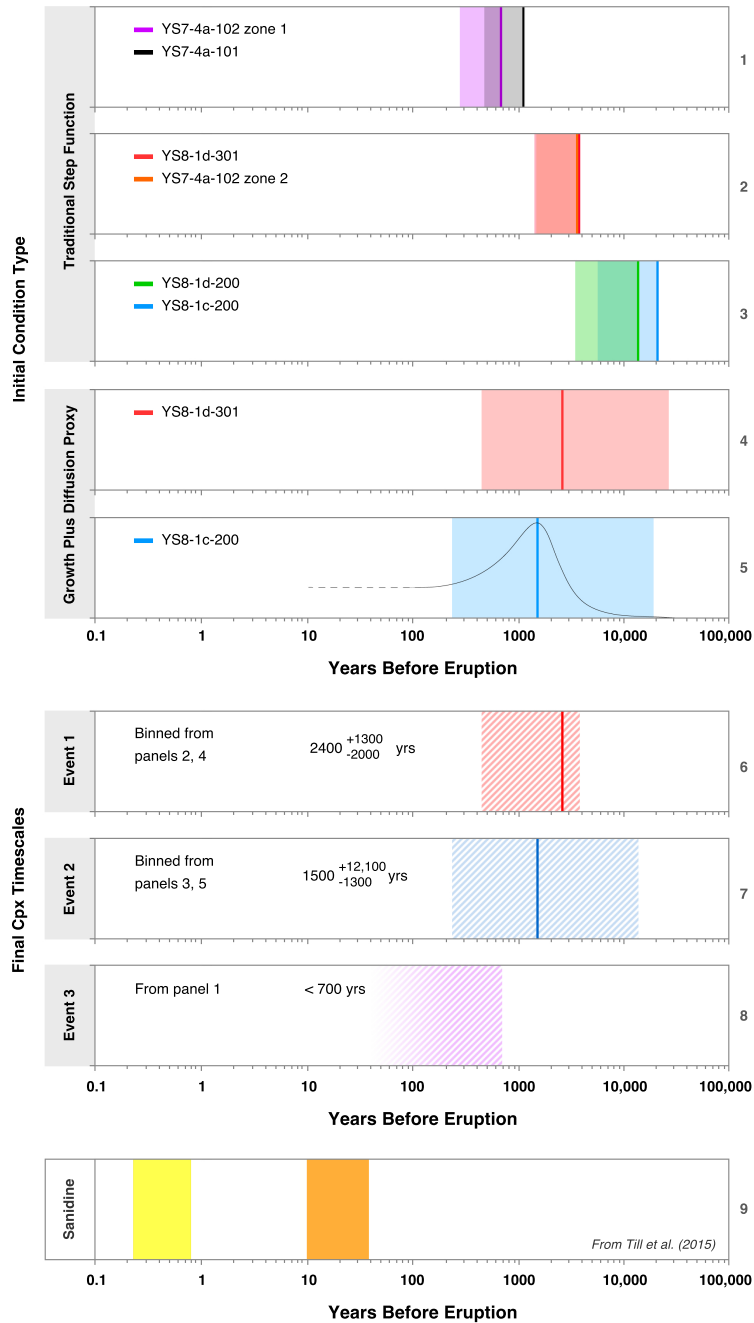 Initial Condition Type
Traditional Step Function
YS7-4a-102 zone 1
YS7-4a-101
1
YS8-1d-301
YS7-4a-102 zone 2
2
YS8-1d-200
YS8-1c-200
3
Growth Plus Diffusion Proxy
YS8-1d-301
4
YS8-1c-200
5
0.1 1 10 100 1000 10,000 100,000
Years Before Eruption
Final Cpx Timescales
Event 1
Binned from
panels 2, 4
2400 +1300 -2000 yrs
6
Event 2
Binned from
panels 3, 5
1500 +12,100 -1300 yrs
7
Event 3
From panel 1
< 700 yrs
8
0.1 1 10 100 1000 10,000 100,000
Years Before Eruption
Sanidine
9
From Till et al. (2015)
0.1 1 10 100 1000 10,000 100,000
Years Before Eruption